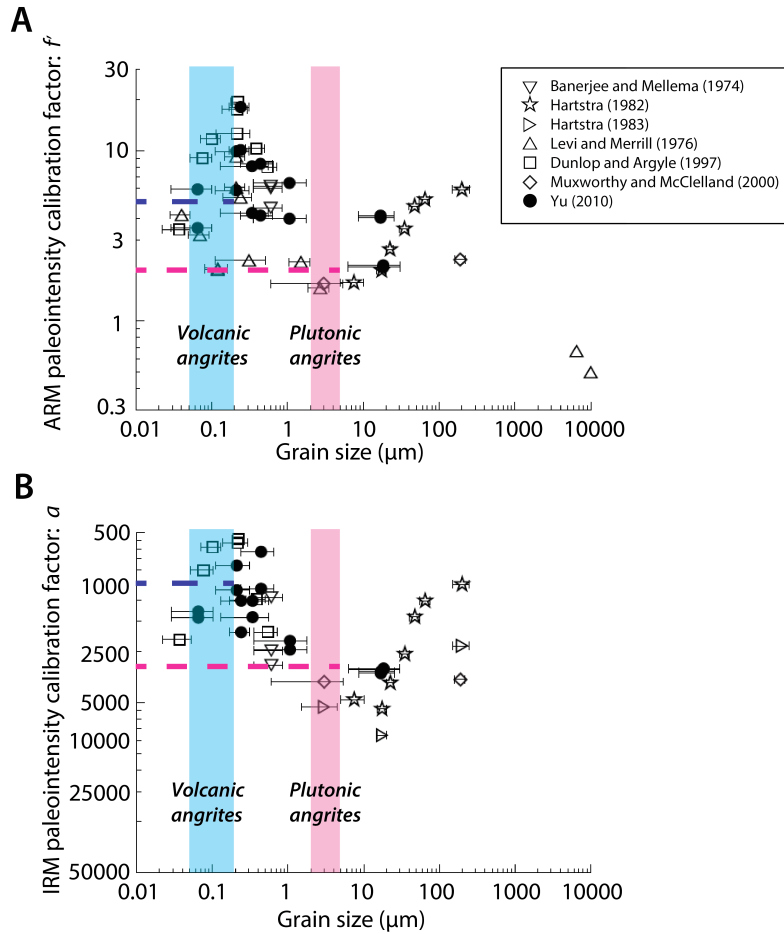 A
ARM paleointensity calibration factor: f'
30
10
3
1
0.3
Volcanic
angrites
Plutonic
angrites
0.01
0.1
1
10
100
1000
10000
Grain size (μm)
Banerjee and Mellema (1974)
Hartstra (1982)
Hartstra (1983)
Levi and Merrill (1976)
Dunlop and Argyle (1997)
Muxworthy and McClelland (2000)
Yu (2010)
B
IRM paleointensity calibration factor: a
500
1000
2500
5000
10000
25000
50000
Volcanic
angrites
Plutonic
angrites
0.01
0.1
1
10
100
1000
10000
Grain size (μm)